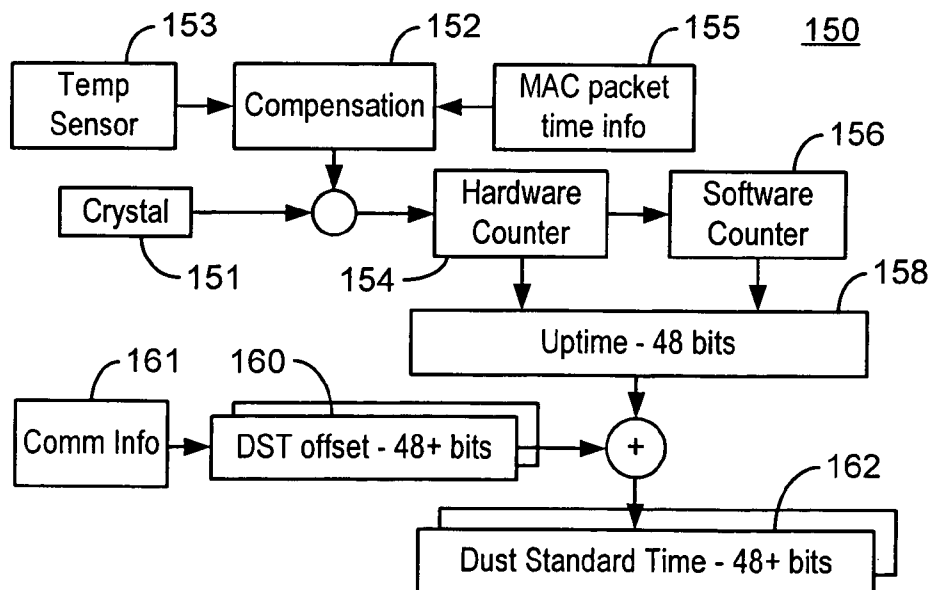 153
152
155
150
Temp
Sensor
Compensation
MAC packet
time info
156
Crystal
Hardware
Counter
Software
Counter
151
154
158
Uptime - 48 bits
161
160
Comm Info
DST offset - 48+ bits
+
162
Dust Standard Time - 48+ bits